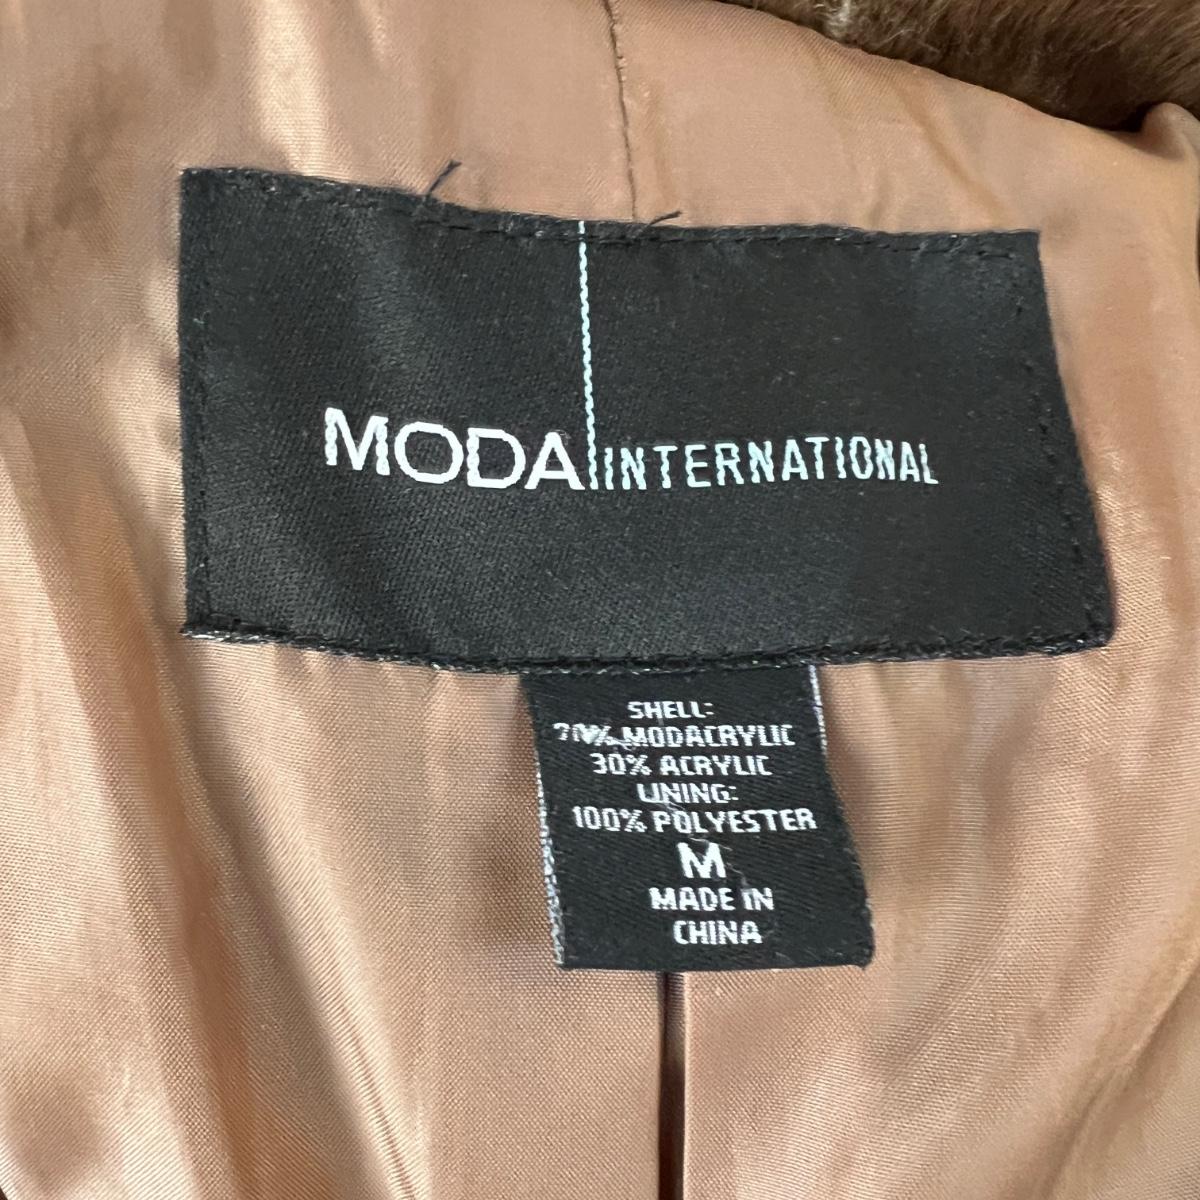 MODA INTERNATIONAL
SHELL:
70% MODACRYLIC
30% ACRYLIC
LINING:
100% POLYESTER
M
MADE IN
CHINA